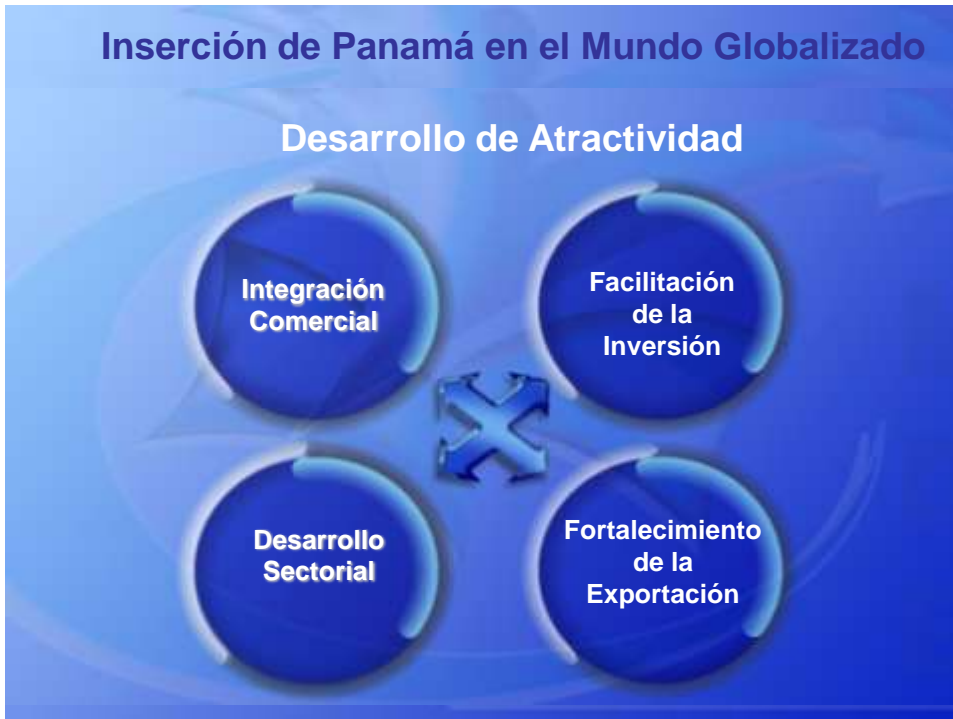 Inserción de Panamá en el Mundo Globalizado
Desarrollo de Atractividad
Integración
Comercial
Facilitación
de la
Inversión
Desarrollo
Sectorial
Fortalecimiento
de la
Exportación